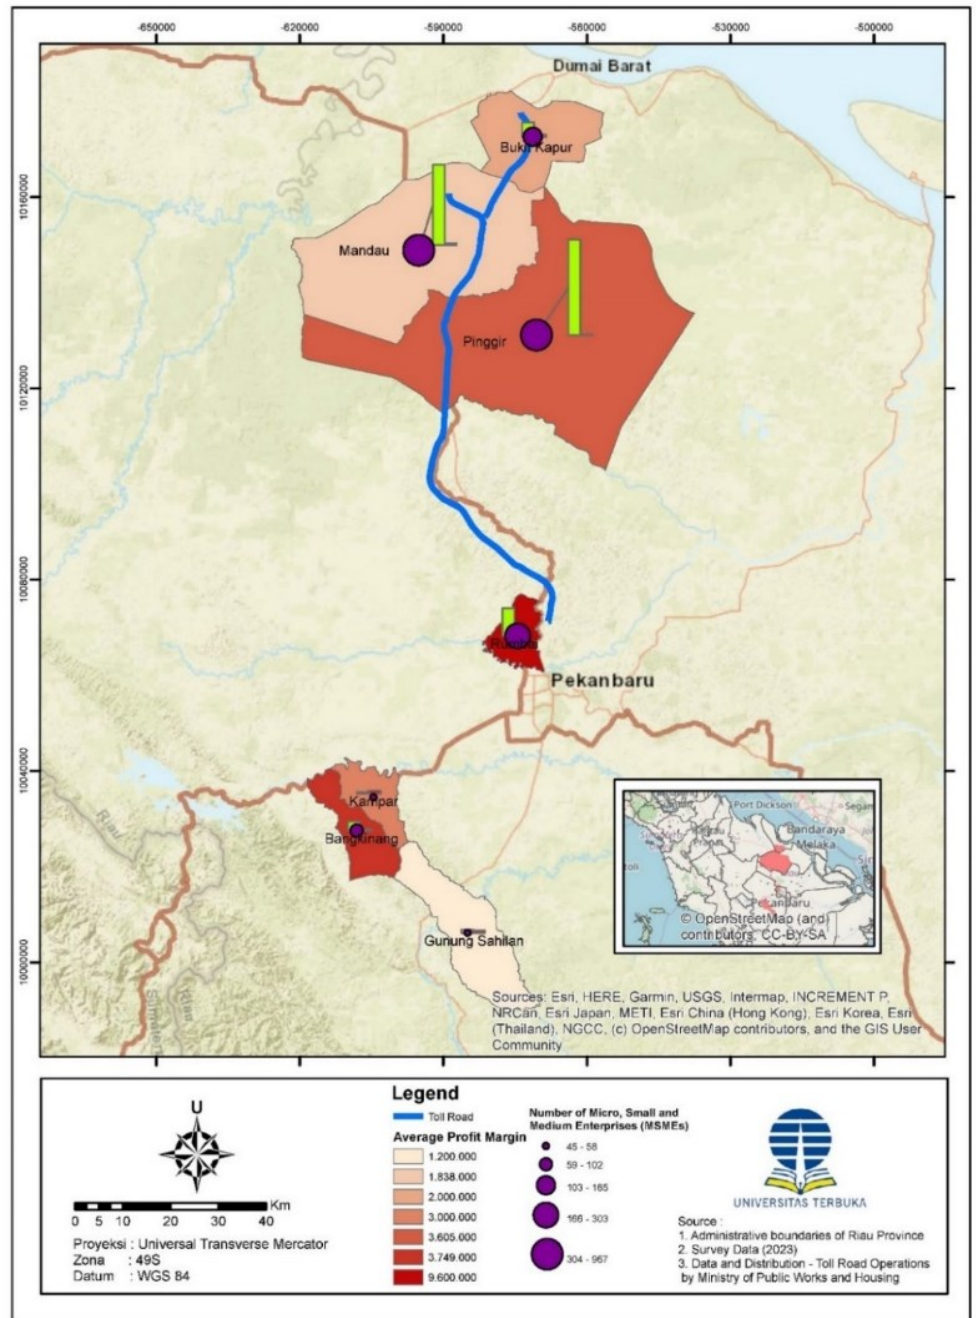 -650000 -620000 -590000 -560000 -530000 -500000
Dumai Barat
Bukit Kapur
10160000
Mandau
Pinggir
10120000
10080000
Rumbai
Pekanbaru
10040000
Kampar
Bangkinang
Gunung Sahilan
1000000
Riau
Riau
Port Dickson
Segam
Bandaraya
Melaka
toli
Pekanbaru
© OpenStreetMap (and)
contributors, CC-BY-SA
Sources: Esri, HERE, Garmin, USGS, Intermap, INCREMENT P,
NRCan, Esri Japan, METI, Esri China (Hong Kong), Esri Korea, Esri
(Thailand), NGCC, (c) OpenStreetMap contributors, and the GIS User
Community
U
Km
0 5 10 20 30 40
Proyeksi : Universal Transverse Mercator
Zona : 49S
Datum : WGS 84
Legend
Toll Road
Average Profit Margin
1.200.000
1.838.000
2.000.000
3.000.000
3.605.000
3.749.000
9.600.000
Number of Micro, Small and
Medium Enterprises (MSMEs)
45 - 58
59 - 102
103 - 165
166 - 303
304 - 967
UNIVERSITAS TERBUKA
Source :
1. Administrative boundaries of Riau Province
2. Survey Data (2023)
3. Data and Distribution - Toll Road Operations
by Ministry of Public Works and Housing